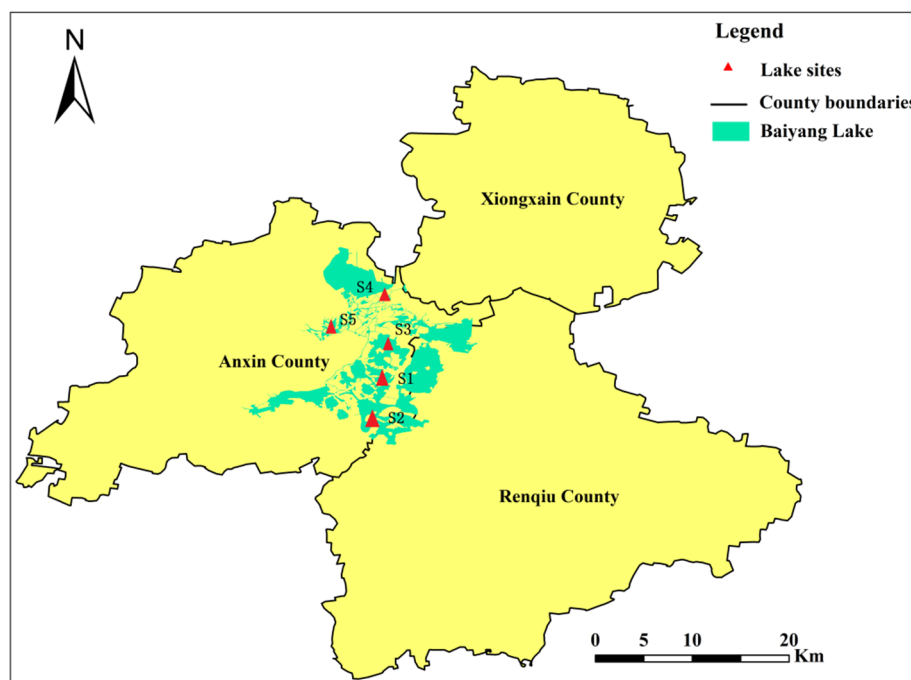 N
Legend
Lake sites
County boundaries
Baiyang Lake
Xiongxain County
S4
S5
S3
Anxin County
S1
S2
Renqiu County
0 5 10 20
Km